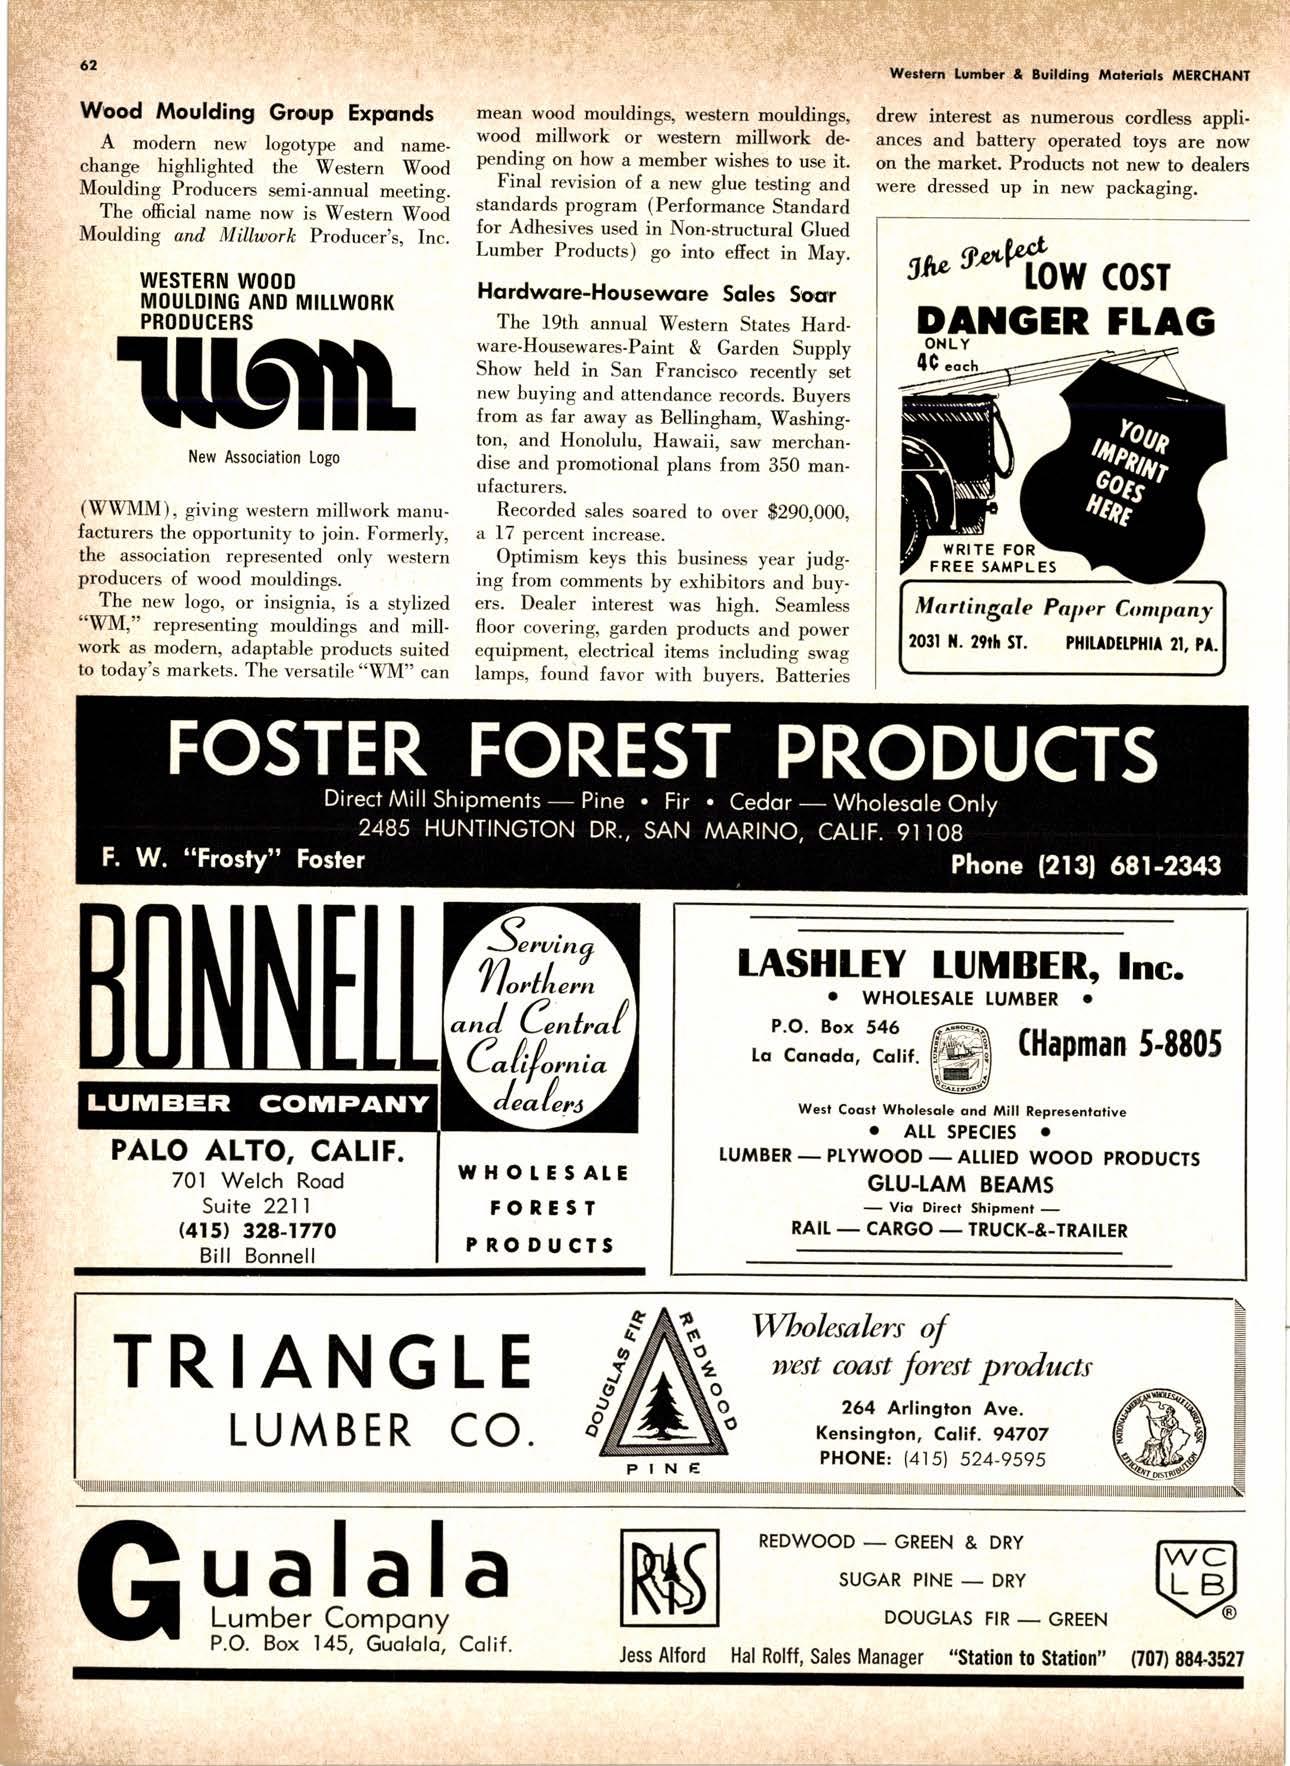 62
Western Lumber & Building Materials MERCHANT
Wood Moulding Group Expands
A modern new logotype and name-
change highlighted the Western Wood
Moulding Producers semi-annual meeting.
The official name now is Western Wood
Moulding and Millwork Producer's, Inc.
WESTERN WOOD
MOULDING AND MILLWORK
PRODUCERS
wm
New Association Logo
(WWMM), giving western millwork manu-
facturers the opportunity to join. Formerly,
the association represented only western
producers of wood mouldings.
The new logo, or insignia, is a stylized
"WM," representing mouldings and mill-
work as modern, adaptable products suited
to today's markets. The versatile "WM" can
mean wood mouldings, western mouldings,
wood millwork or western millwork de-
pending on how a member wishes to use it.
Final revision of a new glue testing and
standards program (Performance Standard
for Adhesives used in Non-structural Glued
Lumber Products) go into effect in May.
Hardware-Houseware Sales Soar
The 19th annual Western States Hard-
ware-Housewares-Paint & Garden Supply
Show held in San Francisco recently set
new buying and attendance records. Buyers
from as far away as Bellingham, Washing-
ton, and Honolulu, Hawaii, saw merchan-
dise and promotional plans from 350 man-
ufacturers.
Recorded sales soared to over $290,000,
a 17 percent increase.
Optimism keys this business year judg-
ing from comments by exhibitors and buy-
ers. Dealer interest was high. Seamless
floor covering, garden products and power
equipment, electrical items including swag
lamps, found favor with buyers. Batteries
drew interest as numerous cordless appli-
ances and battery operated toys are now
on the market. Products not new to dealers
were dressed up in new packaging.
The Perfect
LOW COST
DANGER FLAG
ONLY
4¢ each
YOUR
IMPRINT
GOES
HERE
WRITE FOR
FREE SAMPLES
Martingale Paper Company
2031 N. 29th ST. PHILADELPHIA 21, PA.
FOSTER FOREST PRODUCTS
Direct Mill Shipments — Pine • Fir • Cedar — Wholesale Only
2485 HUNTINGTON DR., SAN MARINO, CALIF. 91108
F. W. "Frosty" Foster Phone (213) 681-2343
BONNELL
LUMBER COMPANY
PALO ALTO, CALIF.
701 Welch Road
Suite 2211
(415) 328-1770
Bill Bonnell
Serving
Northern
and Central
California
dealers
WHOLESALE
FOREST
PRODUCTS
LASHLEY LUMBER, Inc.
• WHOLESALE LUMBER •
P.O. Box 546
La Canada, Calif.
LUMBER ASSOCIATION OF SO. CALIFORNIA
CHapman 5-8805
West Coast Wholesale and Mill Representative
• ALL SPECIES •
LUMBER — PLYWOOD — ALLIED WOOD PRODUCTS
GLU-LAM BEAMS
— Via Direct Shipment —
RAIL — CARGO — TRUCK-&-TRAILER
TRIANGLE
LUMBER CO.
DOUGLAS FIR
REDWOOD
PINE
Wholesalers of
west coast forest products
264 Arlington Ave.
Kensington, Calif. 94707
PHONE: (415) 524-9595
NATIONAL-AMERICAN WHOLESALE LUMBER ASSN.
EFFICIENT DISTRIBUTION
Gualala
Lumber Company
P.O. Box 145, Gualala, Calif.
RIS
REDWOOD — GREEN & DRY
SUGAR PINE — DRY
DOUGLAS FIR — GREEN
WC
LB
®
Jess Alford Hal Rolff, Sales Manager "Station to Station" (707) 884-3527